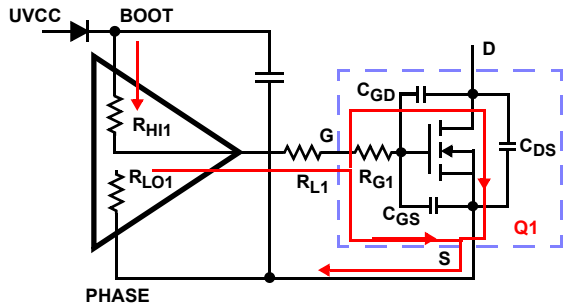 UVCC
BOOT
D
CGD
RHI1
G
CDS
RLO1
RL1
RG1
CGS
Q1
S
PHASE